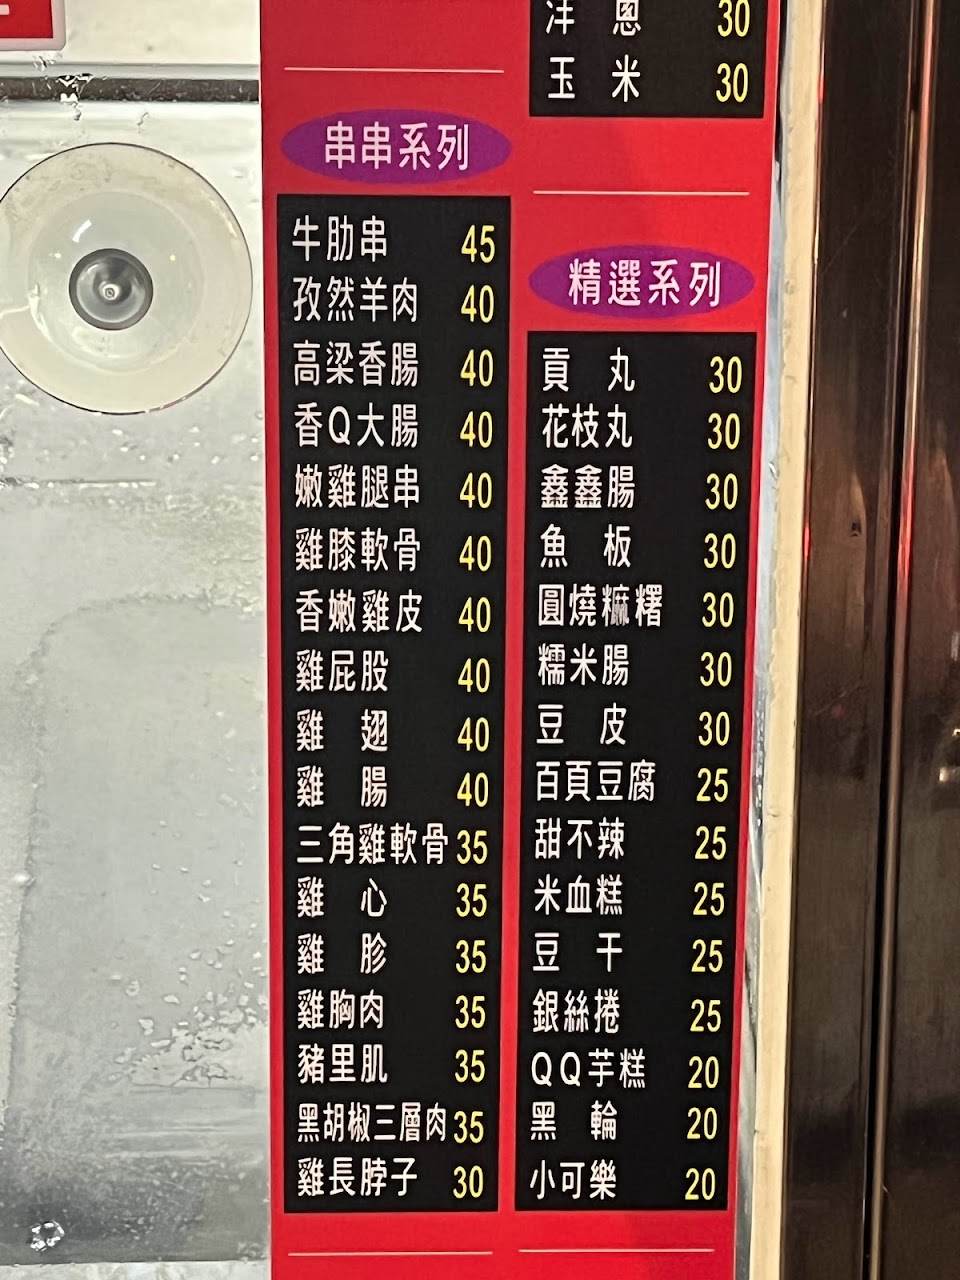 串串系列
牛肋串 45
孜然羊肉 40
高梁香腸 40
香Q大腸 40
嫩雞腿串 40
雞膝軟骨 40
香嫩雞皮 40
雞屁股 40
雞翅 40
雞腸 40
三角雞軟骨 35
雞心 35
雞胗 35
雞胸肉 35
豬里肌 35
黑胡椒三層肉 35
雞長脖子 30
洋蔥 30
玉米 30
精選系列
貢丸 30
花枝丸 30
鑫鑫腸 30
魚板 30
圓燒糍糬 30
糯米腸 30
豆皮 30
百頁豆腐 25
甜不辣 25
米血糕 25
豆干 25
銀絲捲 25
QQ芋糕 20
黑輪 20
小可樂 20